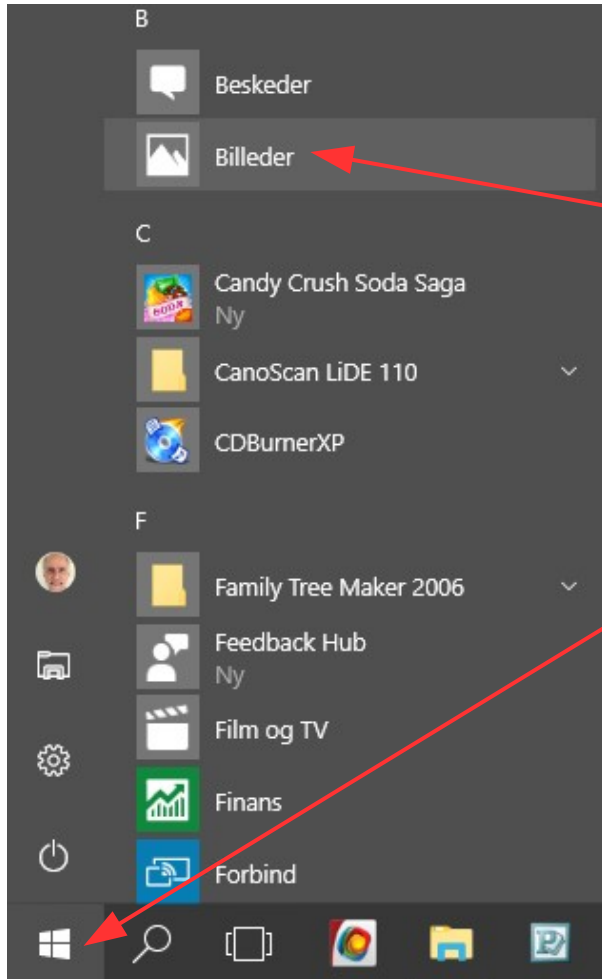 B
Beskeder
Billeder
C
Candy Crush Soda Saga
Ny
CanoScan LiDE 110
CDBurnerXP
F
Family Tree Maker 2006
Feedback Hub
Ny
Film og TV
Finans
Forbind